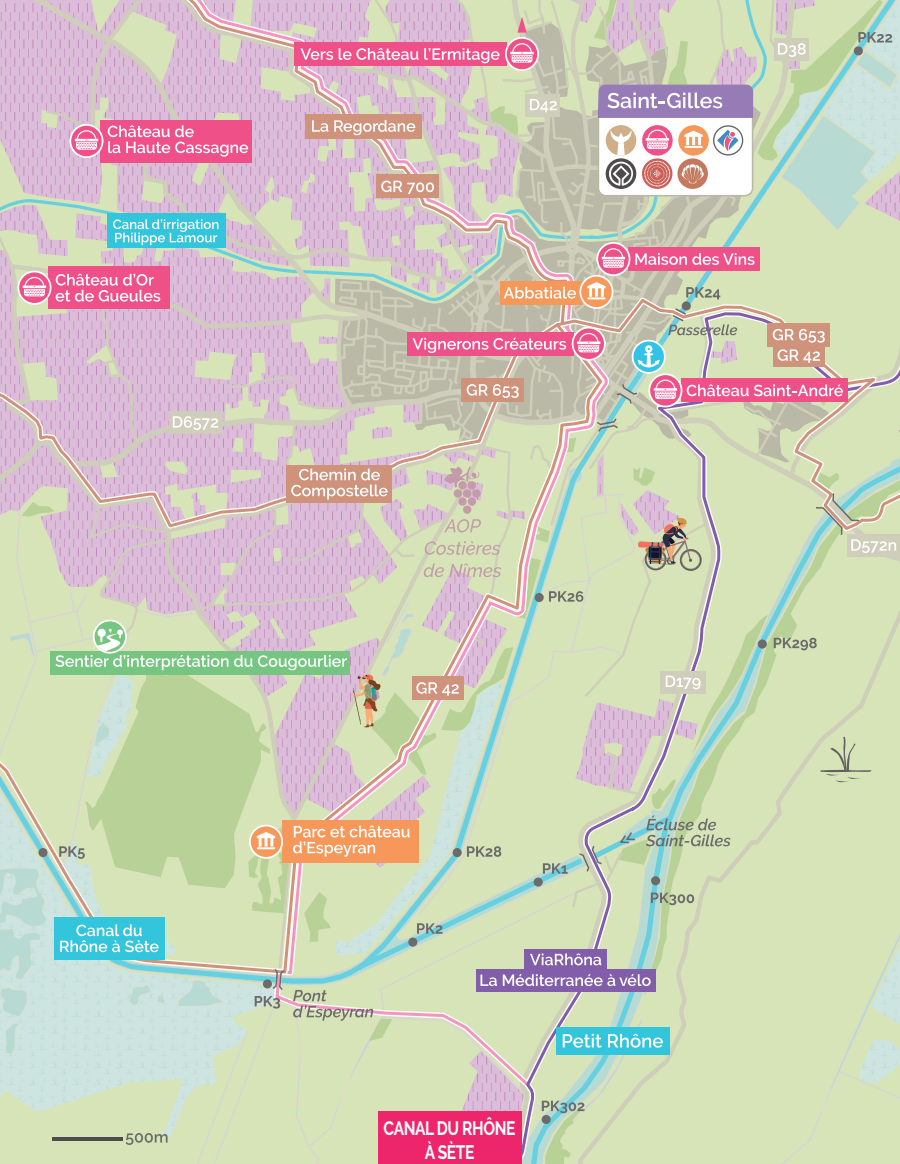 PK22
D38
Vers le Château l'Ermitage
D42
Saint-Gilles
La Regordane
Château de
la Haute Cassagne
GR 700
Canal d'irrigation
Philippe Lamour
Maison des Vins
Château d'Or
et de Gueules
Abbatiale
PK24
Passerelle
GR 653
GR 42
Vignerons Créateurs
GR 653
Château Saint-André
D6572
Chemin de
Compostelle
AOP
Costières
de Nîmes
D572n
PK26
Sentier d'interprétation du Cougourlier
PK298
D179
GR 42
Parc et château
d'Espeyran
Écluse de
Saint-Gilles
PK5
PK28
PK1
PK300
PK2
Canal du
Rhône à Sète
ViaRhôna
La Méditerranée à vélo
PK3
Pont
d'Espeyran
Petit Rhône
PK302
CANAL DU RHÔNE
À SÈTE
500m